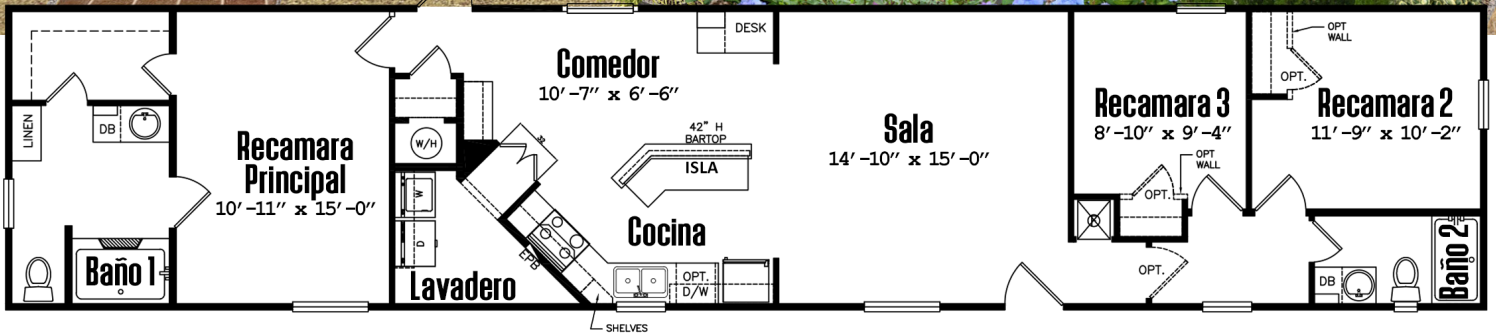 LINEN
DB
Baño 1
Recamara
Principal
10'-11" x 15'-0"
W/H
W
D
Lavadero
Comedor
10'-7" x 6'-6"
DESK
42" H
BARTOP
ISLA
Cocina
EPB
OPT.
D/W
SHELVES
Sala
14'-10" x 15'-0"
Recamara 3
8'-10" x 9'-4"
OPT
WALL
OPT.
OPT.
OPT
WALL
OPT.
Recamara 2
11'-9" x 10'-2"
DB
Baño 2